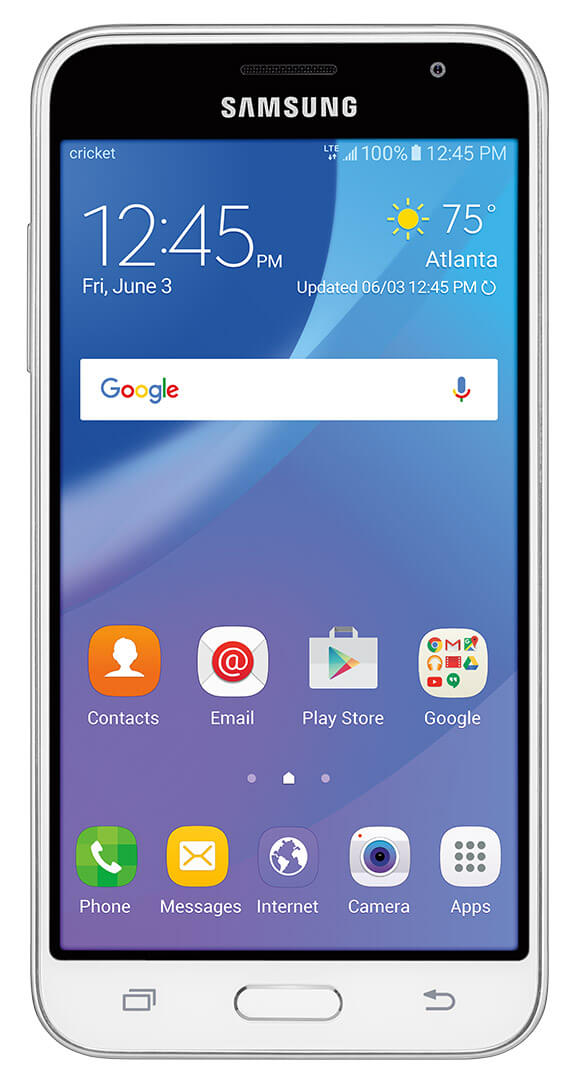 SAMSUNG
cricket LTE 100% 12:45 PM
12:45 PM
Fri, June 3
75°
Atlanta
Updated 06/03 12:45 PM
Google
Contacts Email Play Store Google
Phone Messages Internet Camera Apps